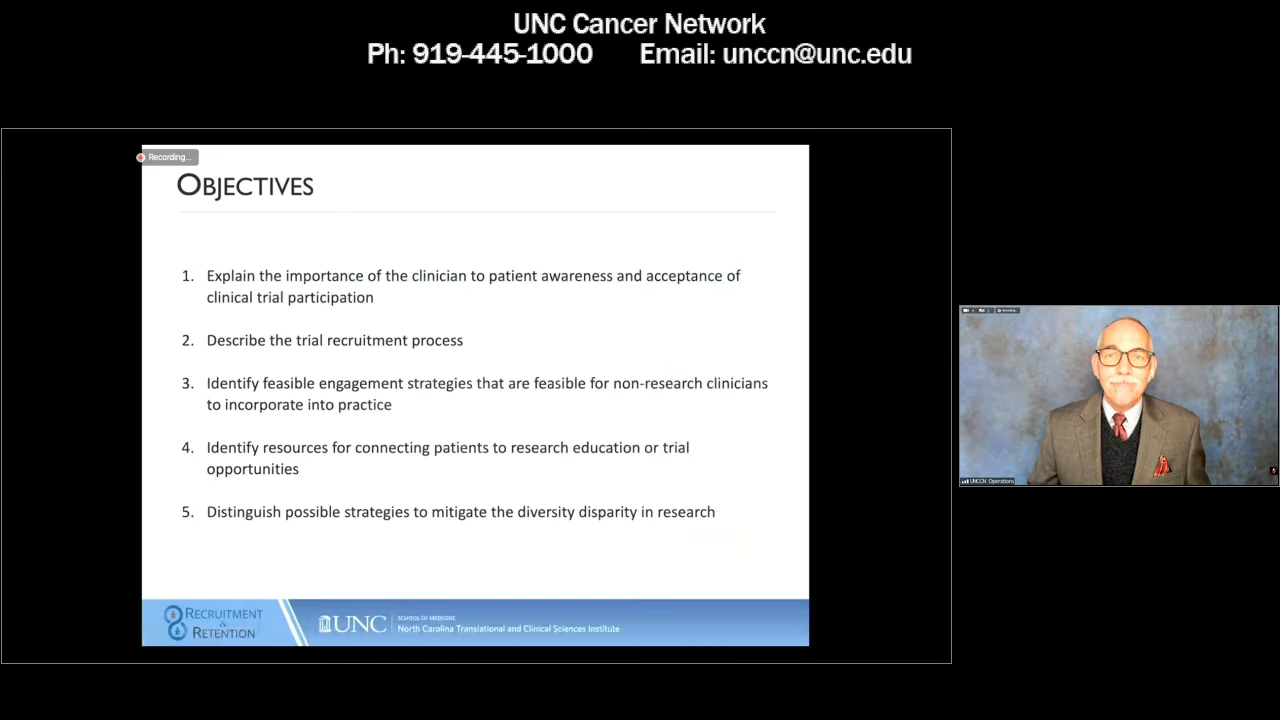 UNC Cancer Network
Ph: 919-445-1000 Email: unccn@unc.edu
Recording...
OBJECTIVES
1. Explain the importance of the clinician to patient awareness and acceptance of
clinical trial participation
2. Describe the trial recruitment process
3. Identify feasible engagement strategies that are feasible for non-research clinicians
to incorporate into practice
4. Identify resources for connecting patients to research education or trial
opportunities
5. Distinguish possible strategies to mitigate the diversity disparity in research
RECRUITMENT
&
RETENTION
UNC
SCHOOL OF MEDICINE
North Carolina Translational and Clinical Sciences Institute
Recording...
UNCCN Operations